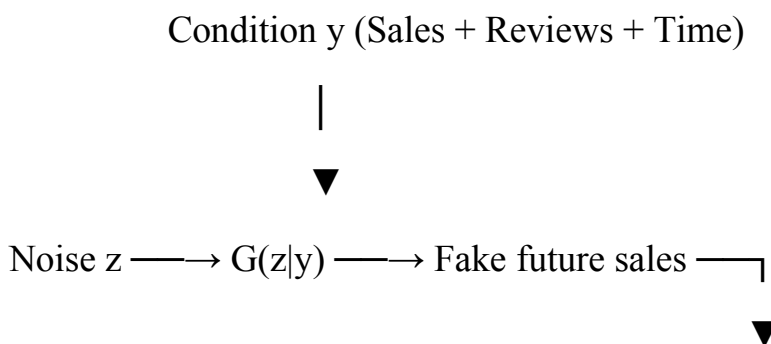 Condition y (Sales + Reviews + Time)
│
▼
Noise z ──→ G(z|y) ──→ Fake future sales ──┐
▼